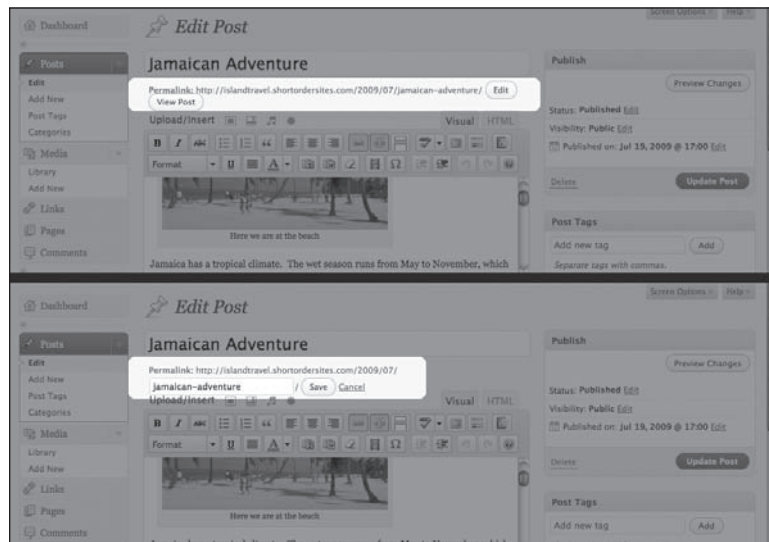 Dashboard
Edit Post
Screen Options
Help
Posts
Edit
Add New
Post Tags
Categories
Media
Library
Add New
Links
Pages
Comments
Jamaican Adventure
Permalink: http://islandtravel.shortordersites.com/2009/07/jamaican-adventure/ Edit
View Post
Upload/Insert
Visual HTML
B I ABC
Format U A Ω
Here we are at the beach
Jamaica has a tropical climate. The wet season runs from May to November, which
Publish
Preview Changes
Status: Published Edit
Visibility: Public Edit
Published on: Jul 19, 2009 @ 17:00 Edit
Delete Update Post
Post Tags
Add new tag Add
Separate tags with commas.
Dashboard
Edit Post
Screen Options
Help
Posts
Edit
Add New
Post Tags
Categories
Media
Library
Add New
Links
Pages
Comments
Jamaican Adventure
Permalink: http://islandtravel.shortordersites.com/2009/07/
jamaican-adventure / Save Cancel
Upload/Insert
Visual HTML
B I ABC
Format U A Ω
Here we are at the beach
Publish
Preview Changes
Status: Published Edit
Visibility: Public Edit
Published on: Jul 19, 2009 @ 17:00 Edit
Delete Update Post
Post Tags
Add new tag Add